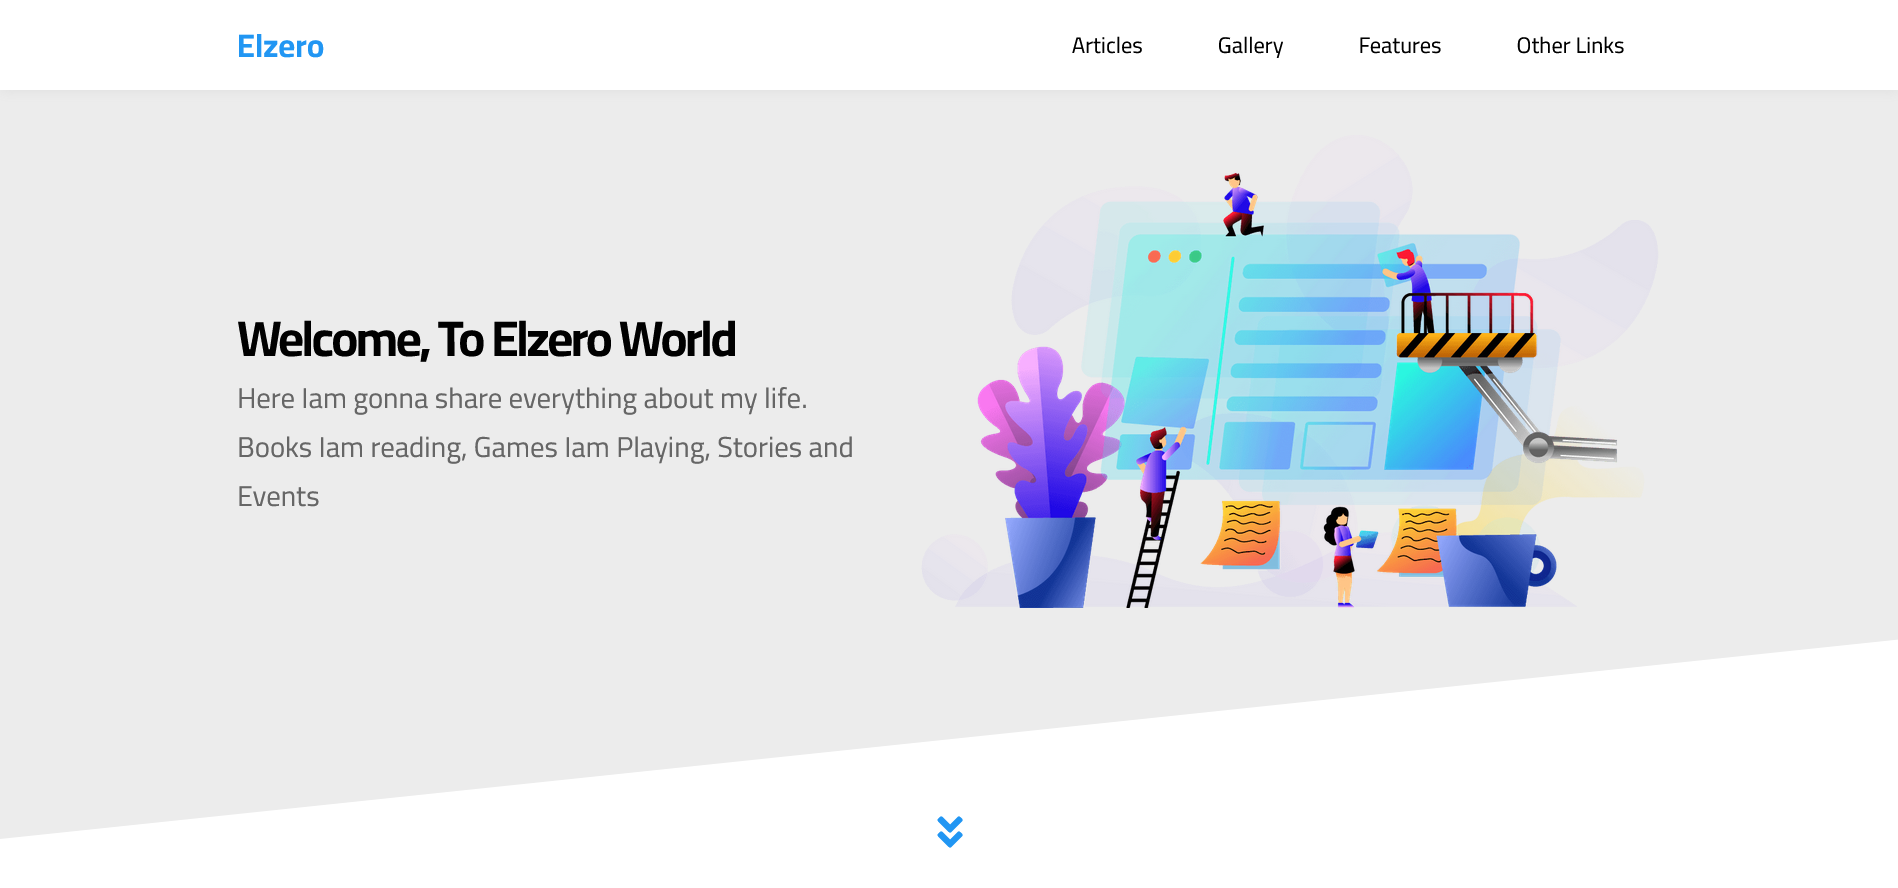 Elzero
Articles
Gallery
Features
Other Links
Welcome, To Elzero World
Here Iam gonna share everything about my life.
Books Iam reading, Games Iam Playing, Stories and
Events